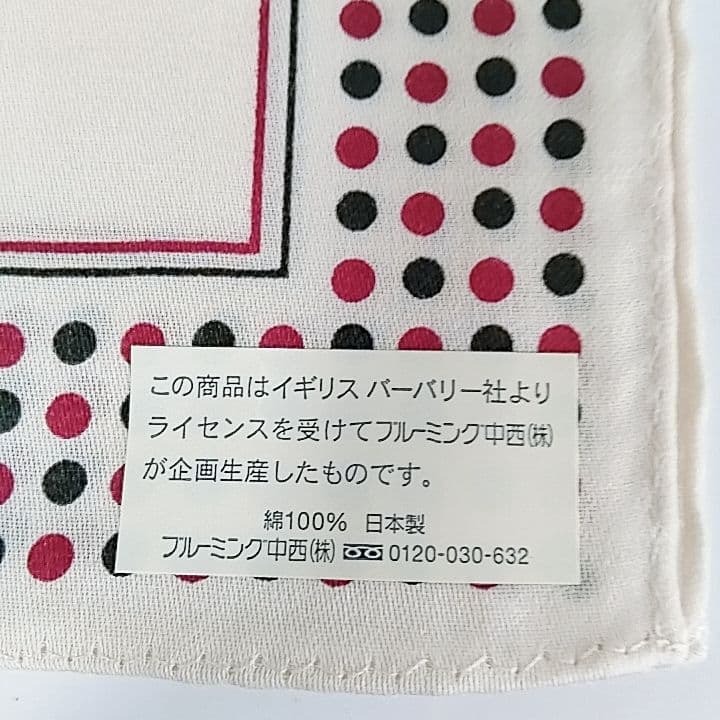 この商品はイギリス バーバリー社より
ライセンスを受けてブルーミング中西㈱
が企画生産したものです。
綿100% 日本製
ブルーミング中西㈱ 0120-030-632